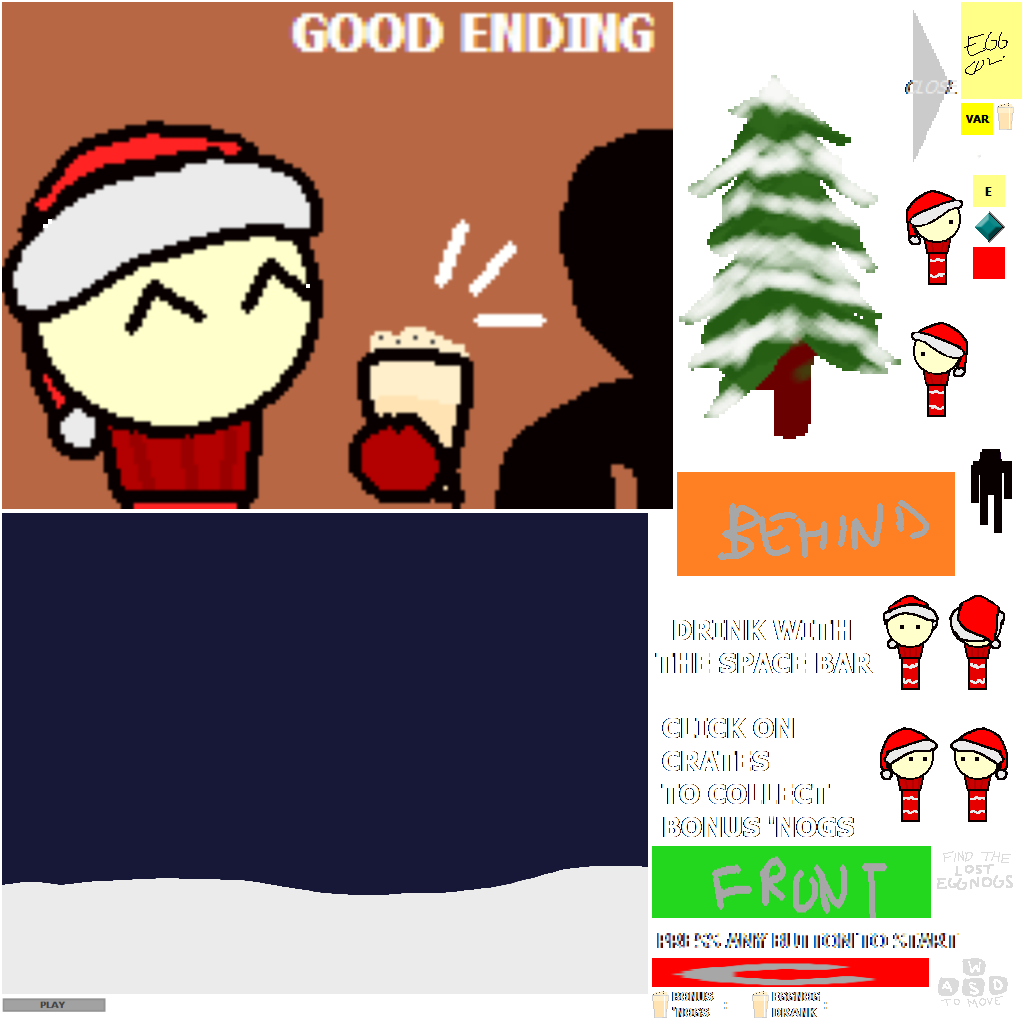 GOOD ENDING
EGG
COL.
CLOSE
VAR
E
BEHIND
DRINK WITH
THE SPACE BAR
CLICK ON
CRATES
TO COLLECT
BONUS 'NOGS
FRONT
FIND THE
LOST
EGGNOGS
PRESS ANY BUTTON TO START
W
A S D
TO MOVE
PLAY
BONUS
'NOGS :
EGGNOG
DRANK :